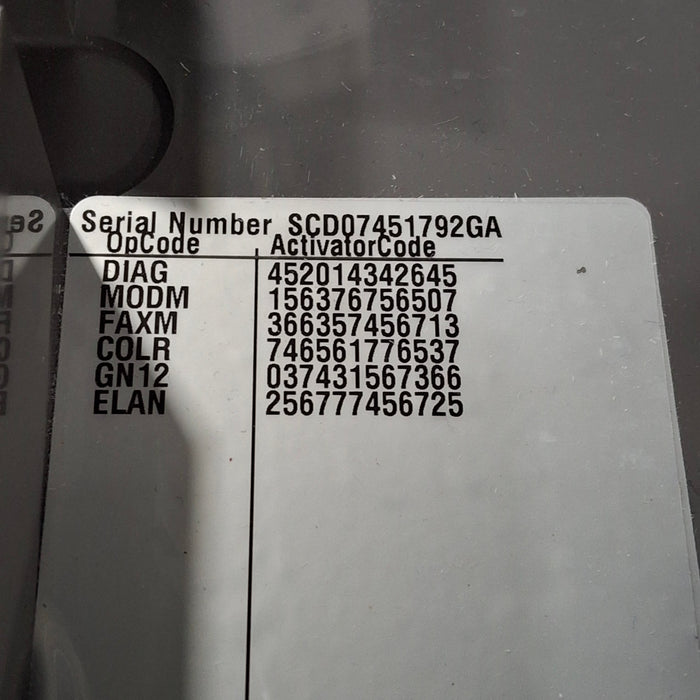 Serial Number SCD07451792GA
OpCode ActivatorCode
DIAG 452014342645
MODM 156376756507
FAXM 366357456713
COLR 746561776537
GN12 037431567366
ELAN 256777456725